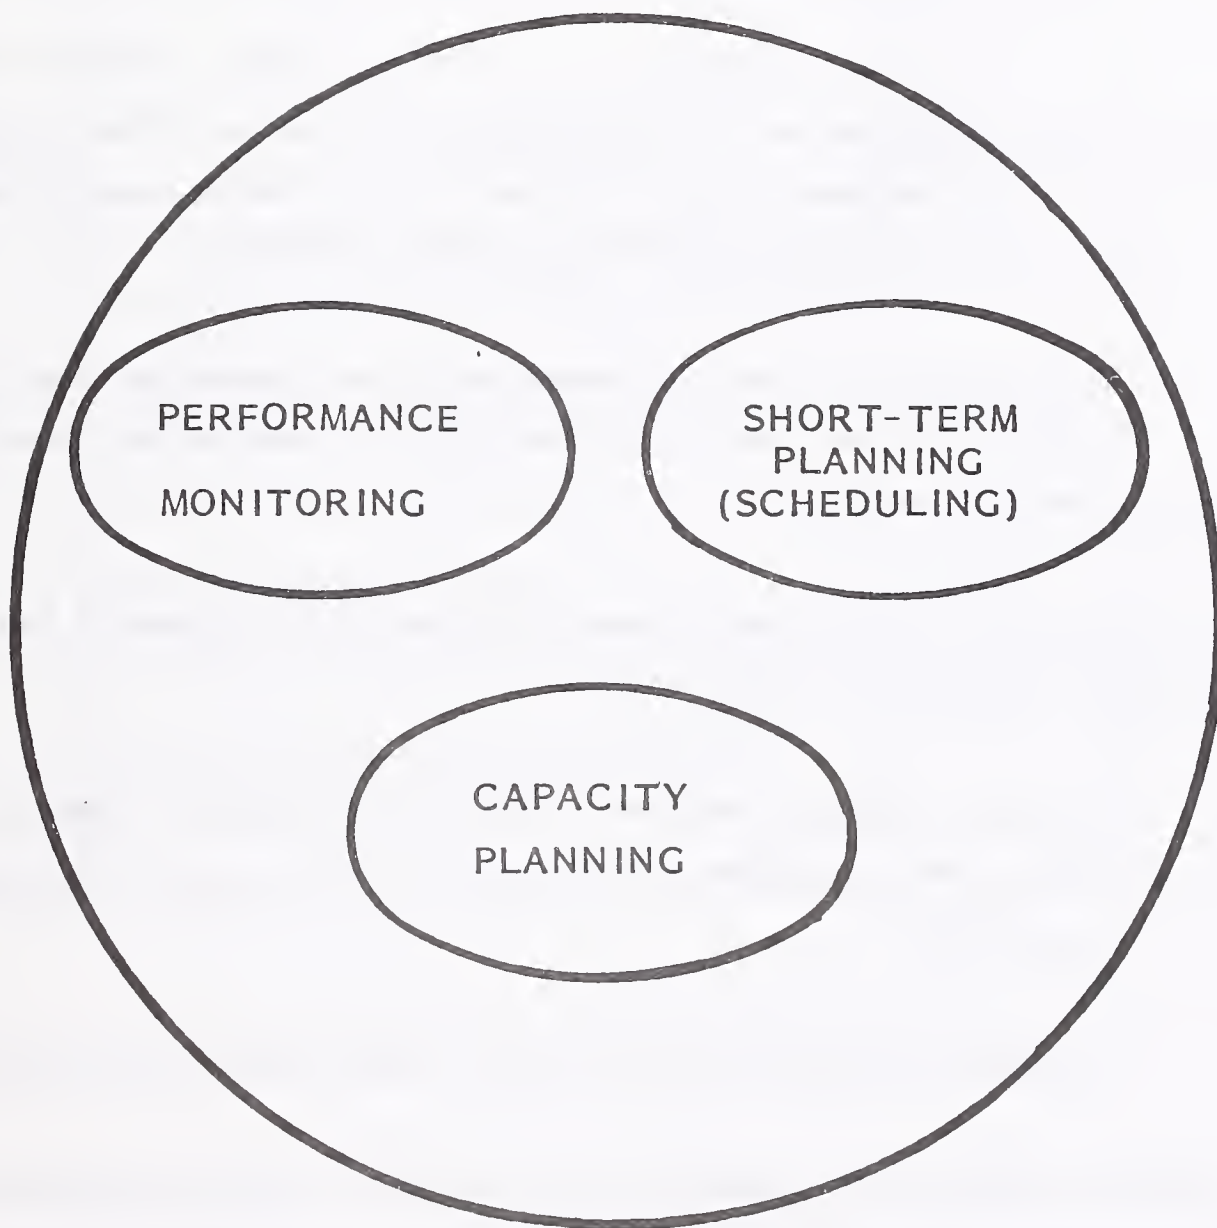 PERFORMANCE
MONITORING
SHORT-TERM
PLANNING
(SCHEDULING)
CAPACITY
PLANNING